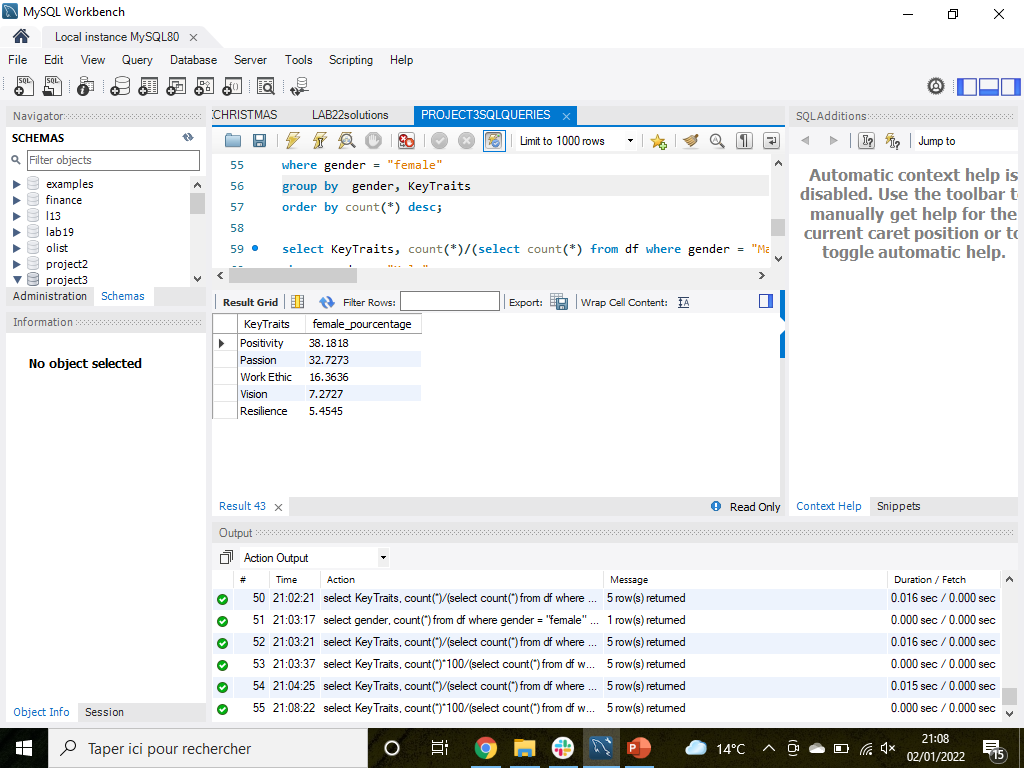 MySQL Workbench
Local instance MySQL80
File Edit View Query Database Server Tools Scripting Help
Navigator
SCHEMAS
Filter objects
examples
finance
l13
lab19
olist
project2
project3
Administration Schemas
Information
No object selected
Object Info Session
CHRISTMAS LAB22solutions PROJECT3SQLQUERIES
Limit to 1000 rows
55 where gender = "female"
56 group by gender, KeyTraits
57 order by count(*) desc;
58
59 select KeyTraits, count(*)/(select count(*) from df where gender = "Ma
Result Grid Filter Rows: Export: Wrap Cell Content:
KeyTraits female_pourcentage
Positivity 38.1818
Passion 32.7273
Work Ethic 16.3636
Vision 7.2727
Resilience 5.4545
Result 43 Read Only
SQLAdditions
Jump to
Automatic context help is
disabled. Use the toolbar t
manually get help for the
current caret position or to
toggle automatic help.
Context Help Snippets
Output
Action Output
# Time Action Message Duration / Fetch
50 21:02:21 select KeyTraits, count(*)/(select count(*) from df where ... 5 row(s) returned 0.016 sec / 0.000 sec
51 21:03:17 select gender, count(*) from df where gender = "female" ... 1 row(s) returned 0.000 sec / 0.000 sec
52 21:03:21 select KeyTraits, count(*)/(select count(*) from df where ... 5 row(s) returned 0.016 sec / 0.000 sec
53 21:03:37 select KeyTraits, count(*)*100/(select count(*) from df w... 5 row(s) returned 0.000 sec / 0.000 sec
54 21:04:25 select KeyTraits, count(*)/(select count(*) from df where ... 5 row(s) returned 0.015 sec / 0.000 sec
55 21:08:22 select KeyTraits, count(*)*100/(select count(*) from df w... 5 row(s) returned 0.000 sec / 0.000 sec
Taper ici pour rechercher
14°C
21:08
02/01/2022
15